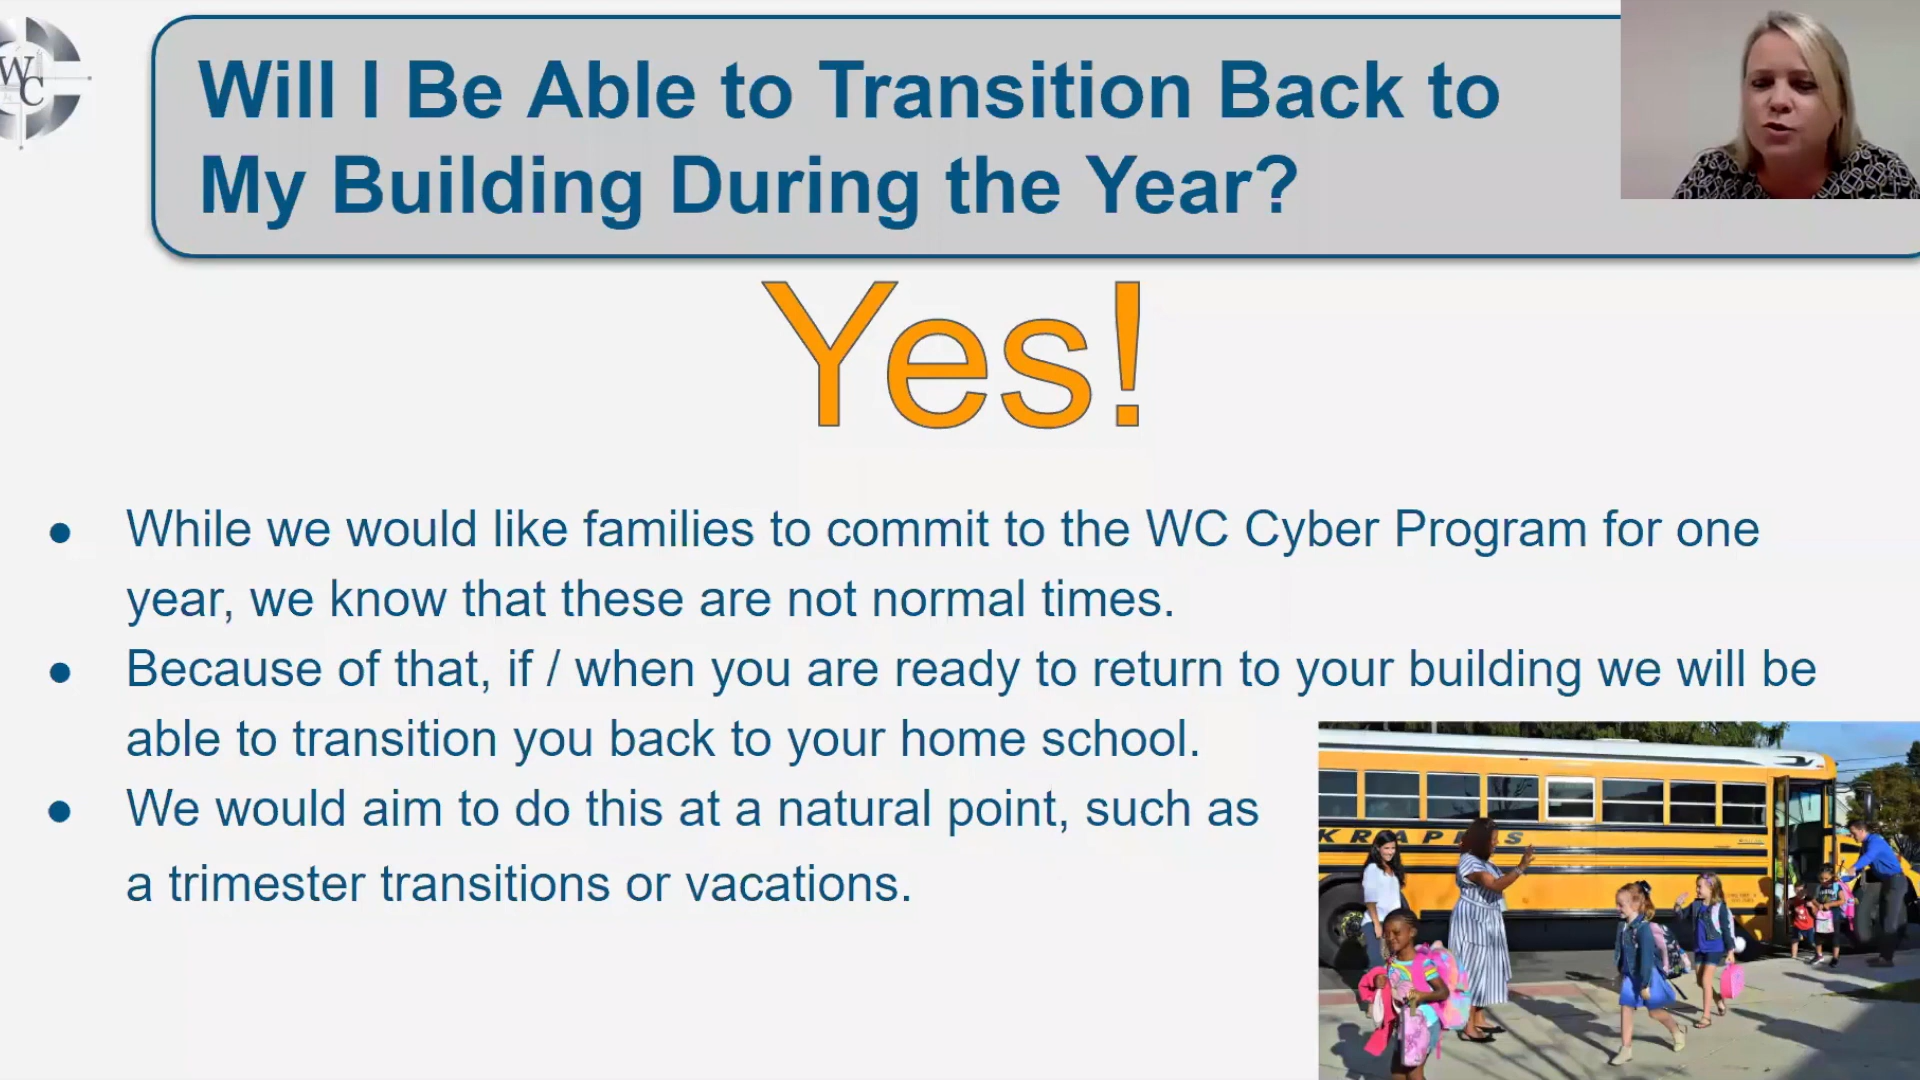 WC
Will I Be Able to Transition Back to
My Building During the Year?
Yes!
● While we would like families to commit to the WC Cyber Program for one
year, we know that these are not normal times.
● Because of that, if / when you are ready to return to your building we will be
able to transition you back to your home school.
● We would aim to do this at a natural point, such as
a trimester transitions or vacations.